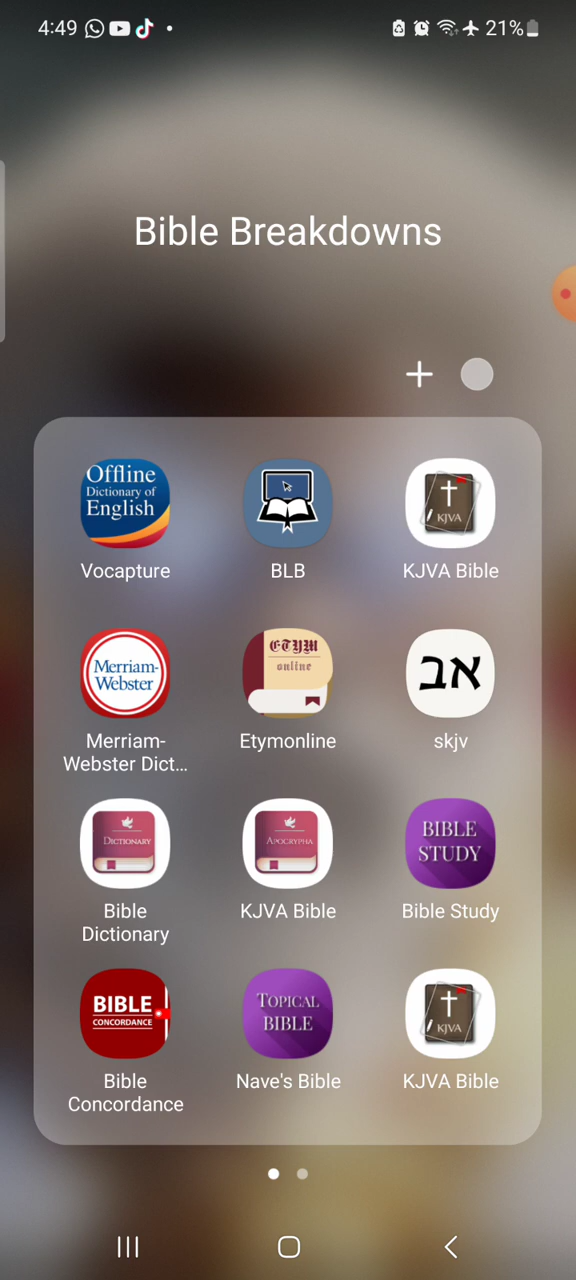 4:49
21%
Bible Breakdowns
Offline
Dictionary of
English
KJVA
Vocapture
BLB
KJVA Bible
Merriam-
Webster
ETYM
online
אב
Merriam-
Webster Dict...
Etymonline
skjv
DICTIONARY
APOCRYPHA
BIBLE
STUDY
Bible
Dictionary
KJVA Bible
Bible Study
BIBLE
CONCORDANCE
TOPICAL
BIBLE
KJVA
Bible
Concordance
Nave's Bible
KJVA Bible